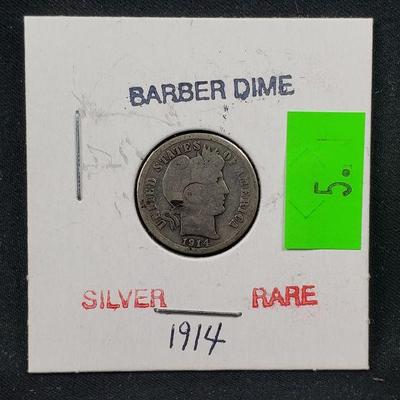 BARBER DIME
5.
UNITED STATES OF AMERICA
1914
SILVER RARE
1914